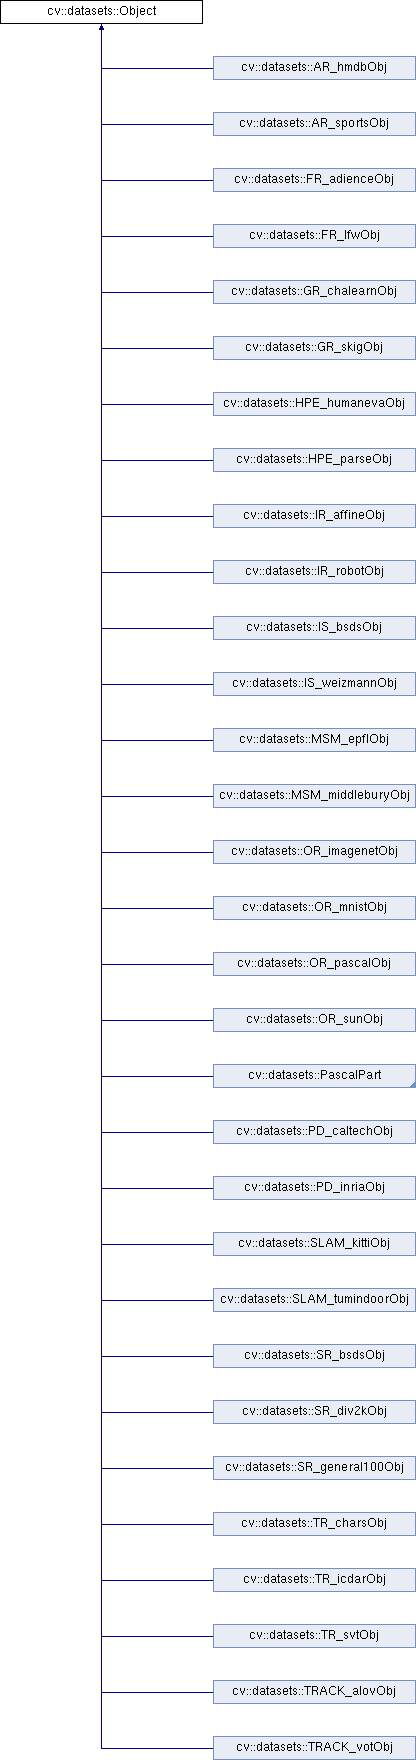 cv::datasets::Object
cv::datasets::AR_hmdbObj
cv::datasets::AR_sportsObj
cv::datasets::FR_adienceObj
cv::datasets::FR_lfwObj
cv::datasets::GR_chalearnObj
cv::datasets::GR_skigObj
cv::datasets::HPE_humanevaObj
cv::datasets::HPE_parseObj
cv::datasets::IR_affineObj
cv::datasets::IR_robotObj
cv::datasets::IS_bsdsObj
cv::datasets::IS_weizmannObj
cv::datasets::MSM_epflObj
cv::datasets::MSM_middleburyObj
cv::datasets::OR_imagenetObj
cv::datasets::OR_mnistObj
cv::datasets::OR_pascalObj
cv::datasets::OR_sunObj
cv::datasets::PascalPart
cv::datasets::PD_caltechObj
cv::datasets::PD_inriaObj
cv::datasets::SLAM_kittiObj
cv::datasets::SLAM_tumindoorObj
cv::datasets::SR_bsdsObj
cv::datasets::SR_div2kObj
cv::datasets::SR_general100Obj
cv::datasets::TR_charsObj
cv::datasets::TR_icdarObj
cv::datasets::TR_svtObj
cv::datasets::TRACK_alovObj
cv::datasets::TRACK_votObj